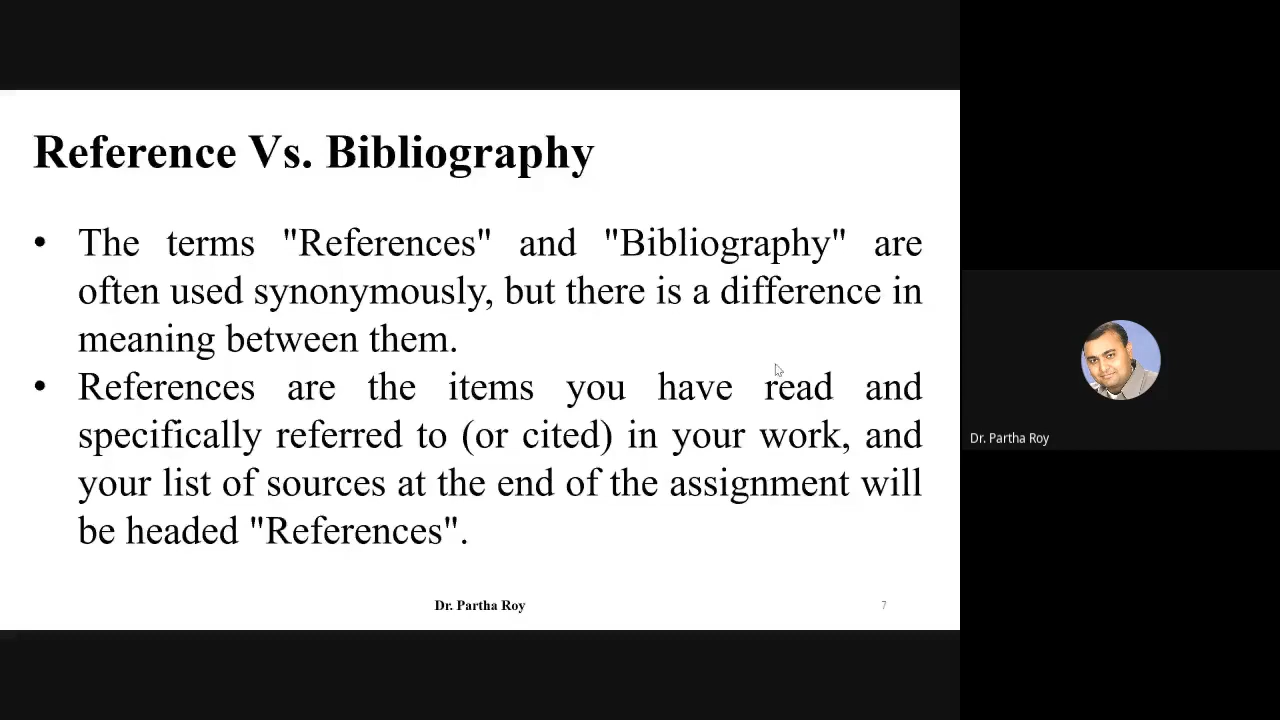 Reference Vs. Bibliography
• The terms "References" and "Bibliography" are
often used synonymously, but there is a difference in
meaning between them.
• References are the items you have read and
specifically referred to (or cited) in your work, and
your list of sources at the end of the assignment will
be headed "References".
Dr. Partha Roy
7
Dr. Partha Roy